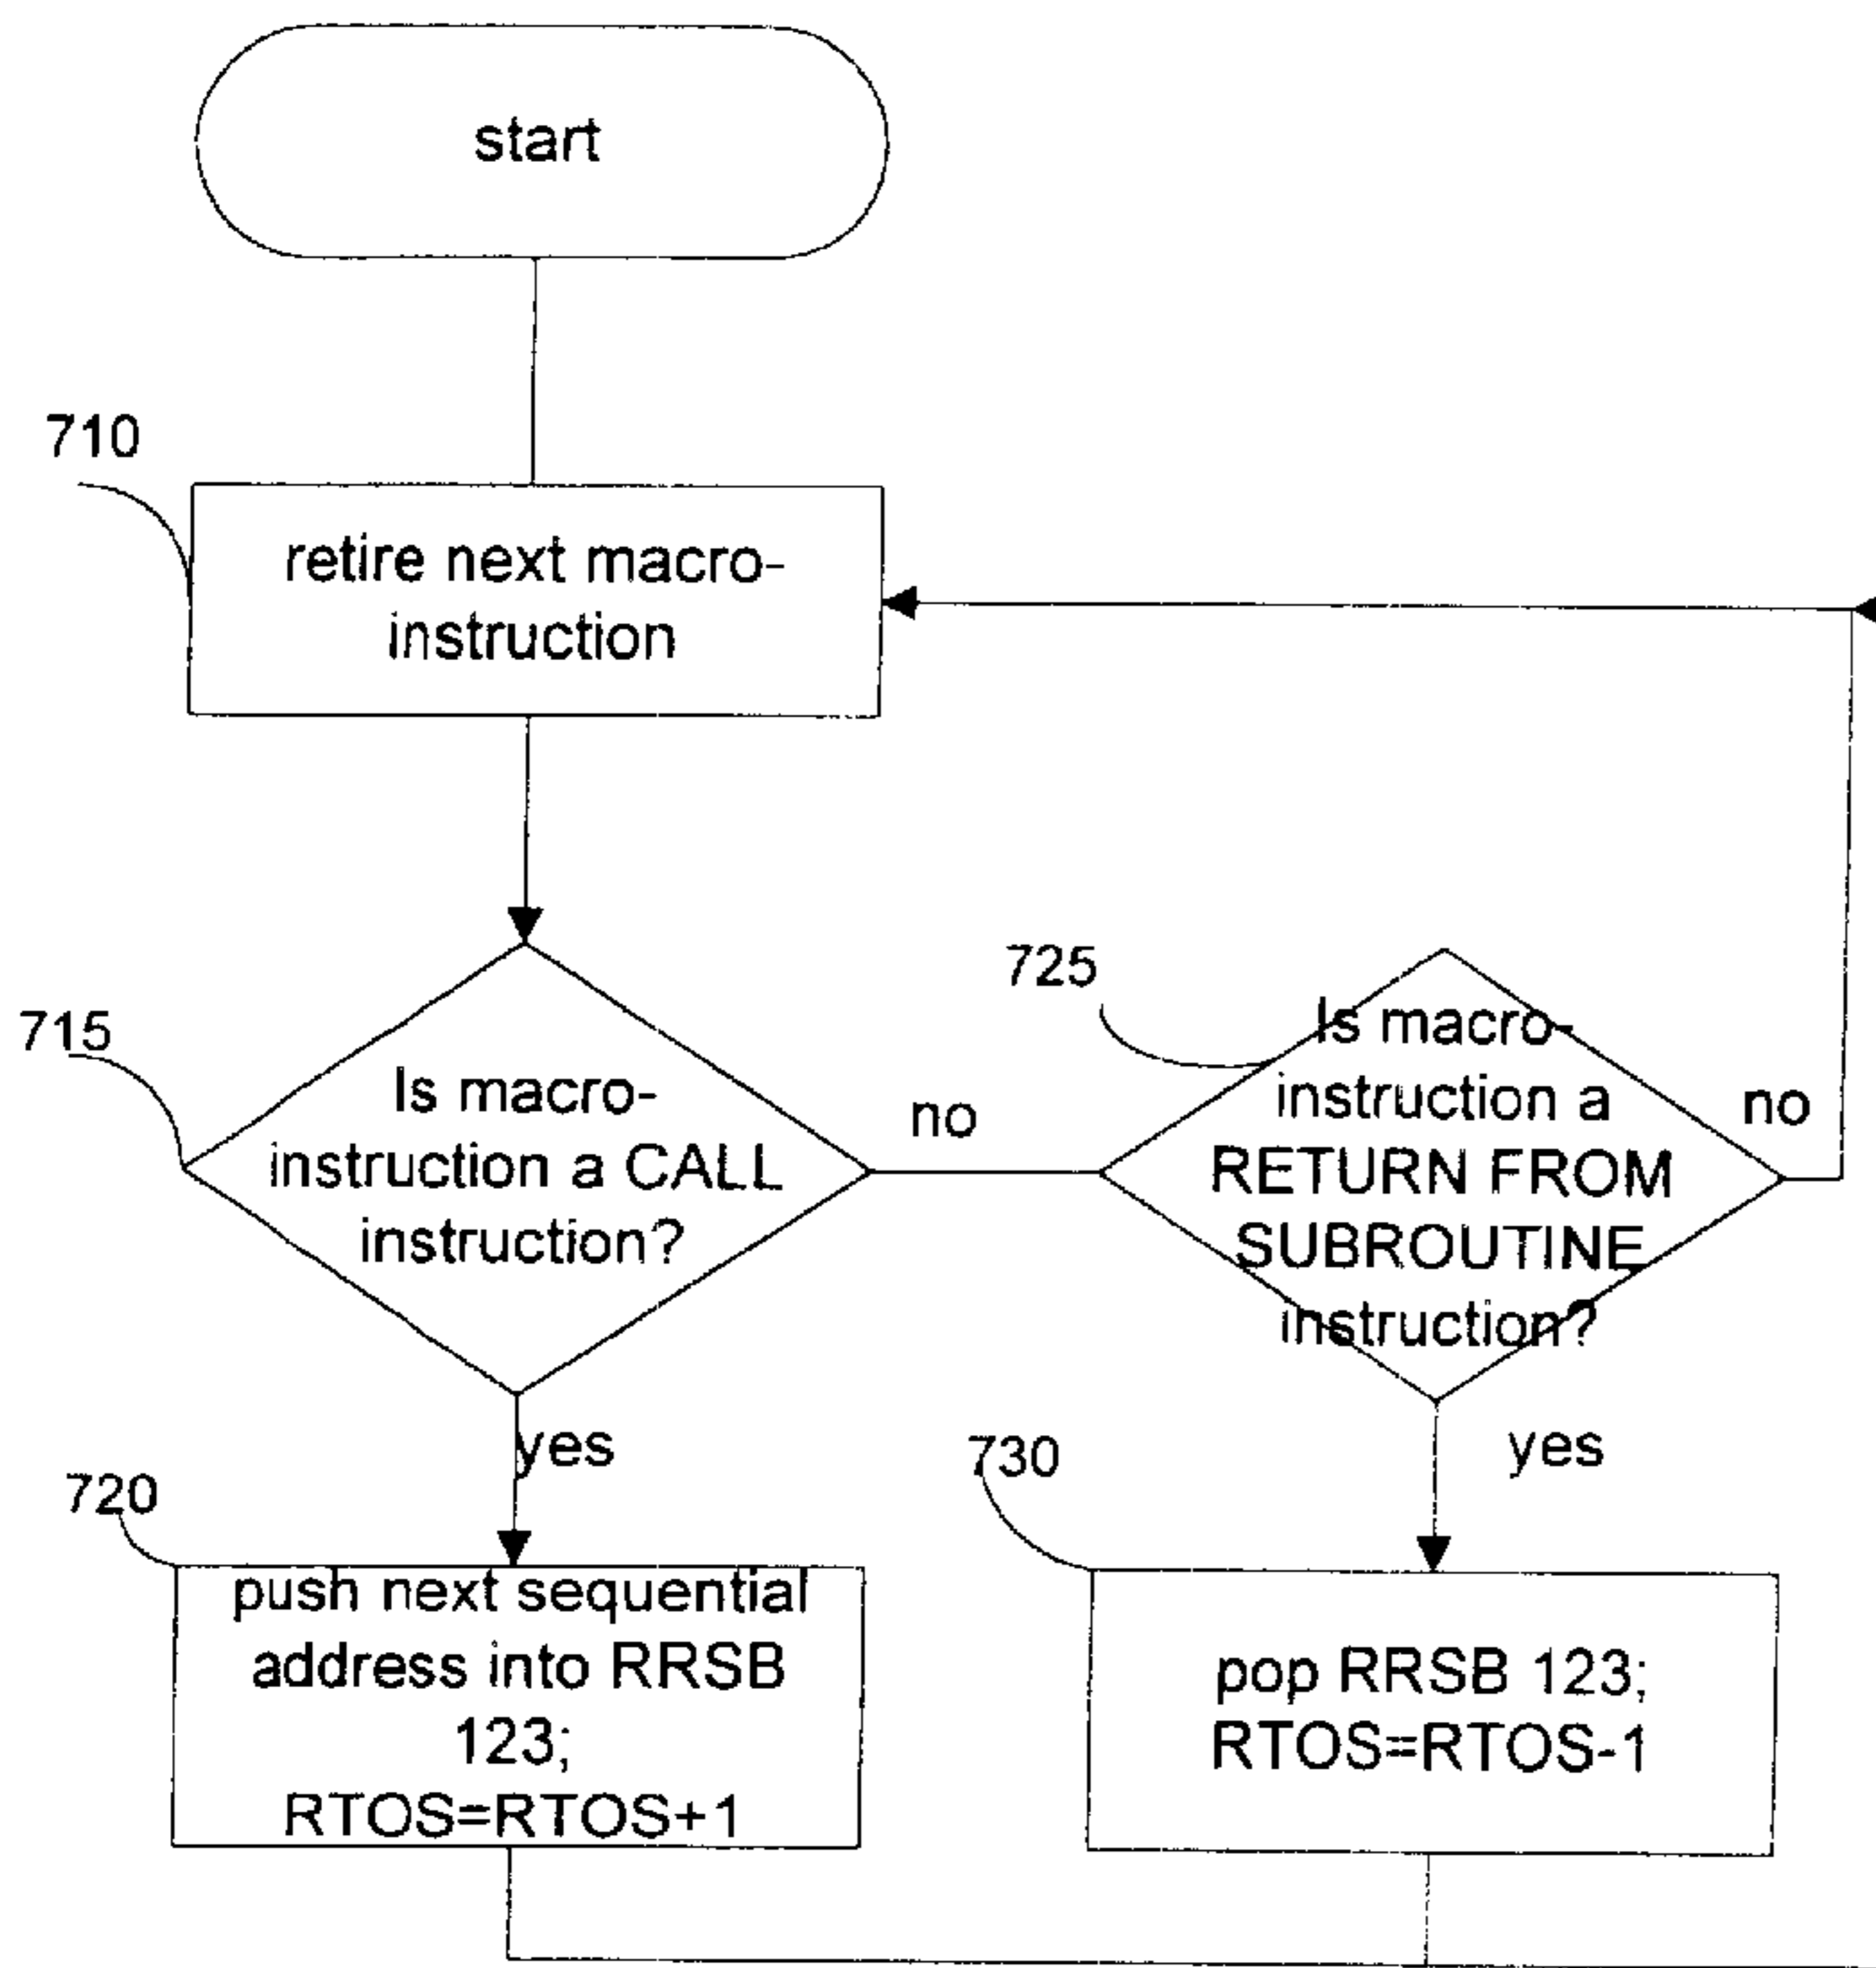 start
710
retire next macro-
instruction
715
Is macro-
instruction a CALL
instruction?
no
725
Is macro-
instruction a
RETURN FROM
SUBROUTINE
instruction?
no
yes
720
push next sequential
address into RRSB
123;
RTOS=RTOS+1
yes
730
pop RRSB 123;
RTOS=RTOS-1